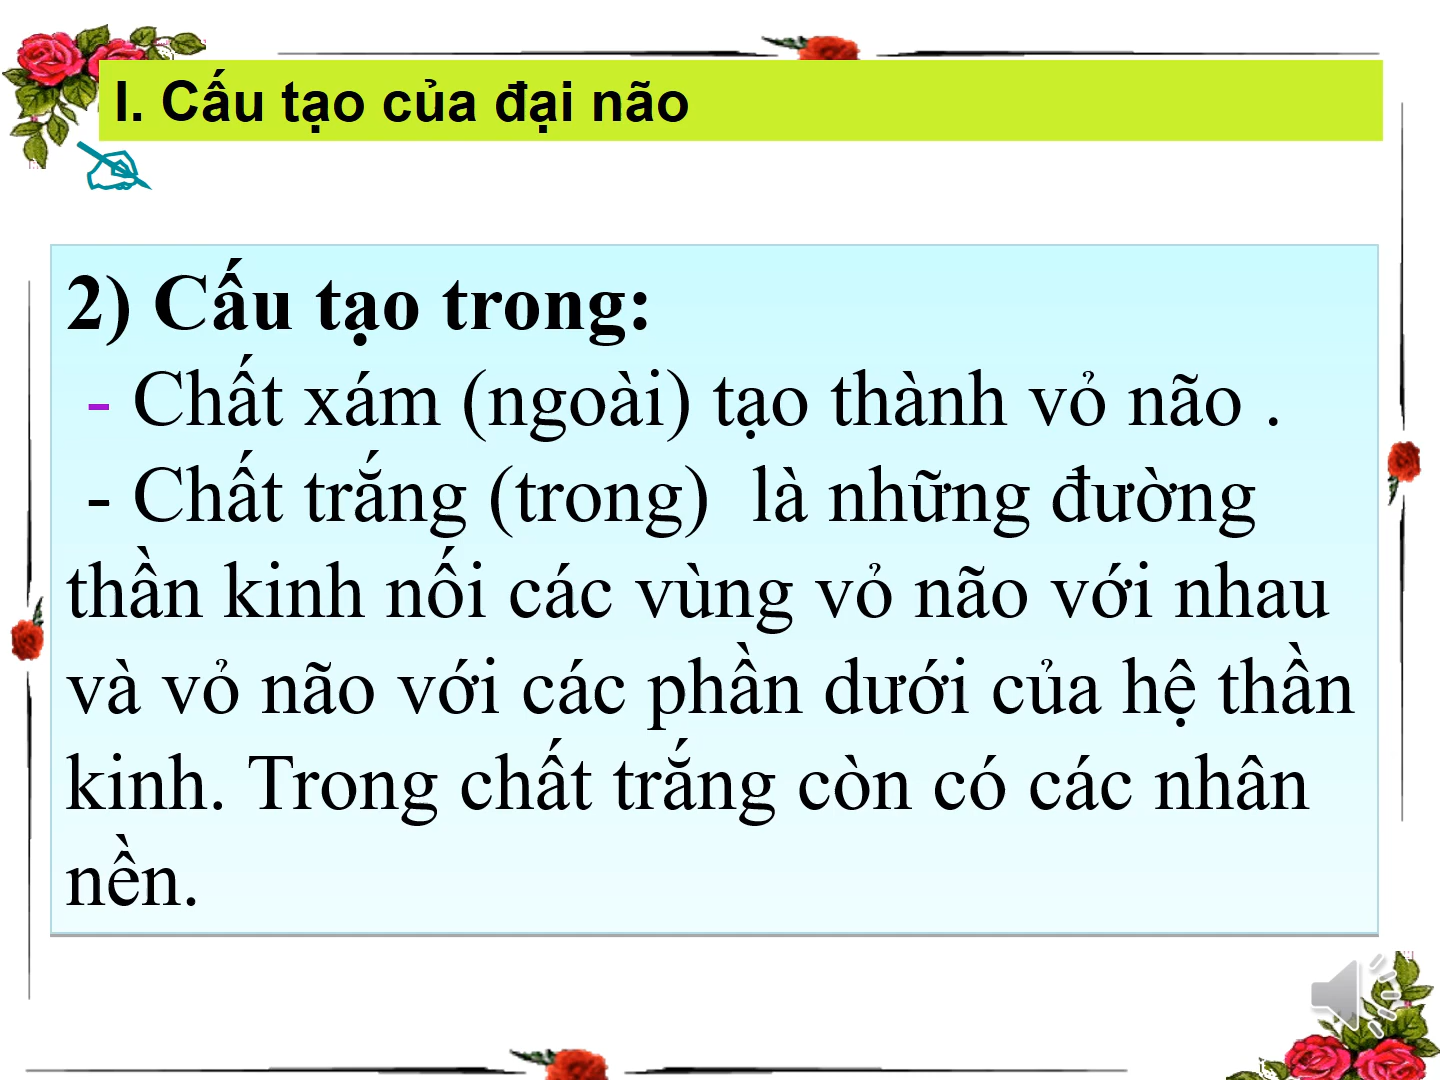 I. Cấu tạo của đại não
2) Cấu tạo trong:
- Chất xám (ngoài) tạo thành vỏ não .
- Chất trắng (trong) là những đường
thần kinh nối các vùng vỏ não với nhau
và vỏ não với các phần dưới của hệ thần
kinh. Trong chất trắng còn có các nhân
nền.